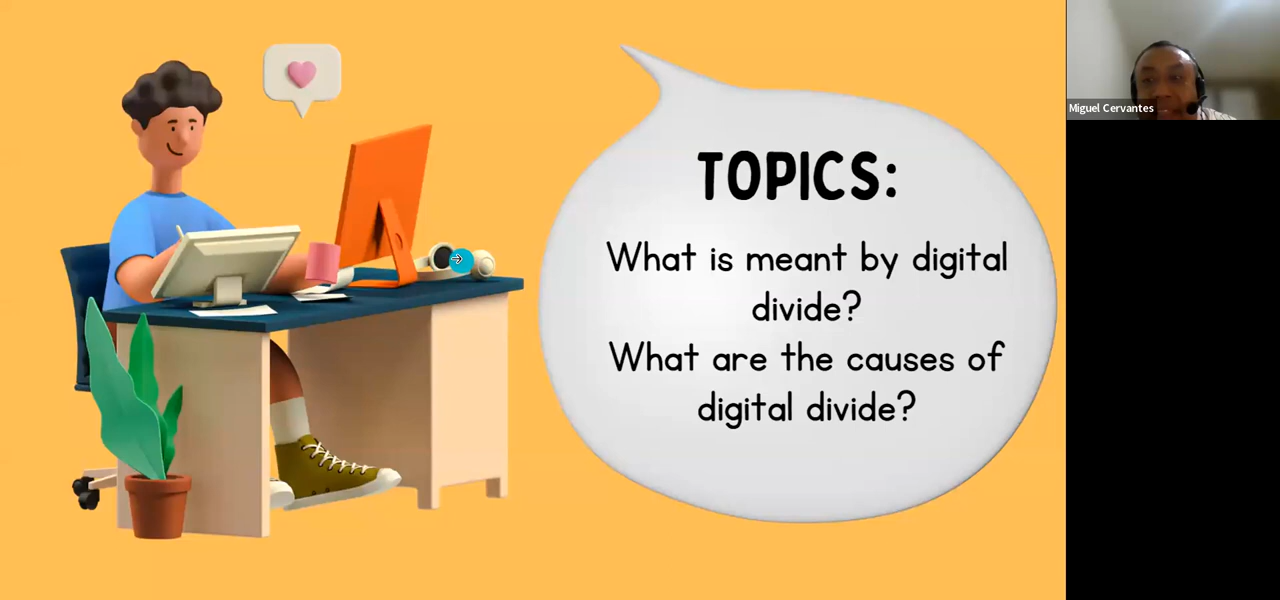 TOPICS:
What is meant by digital
divide?
What are the causes of
digital divide?
Miguel Cervantes